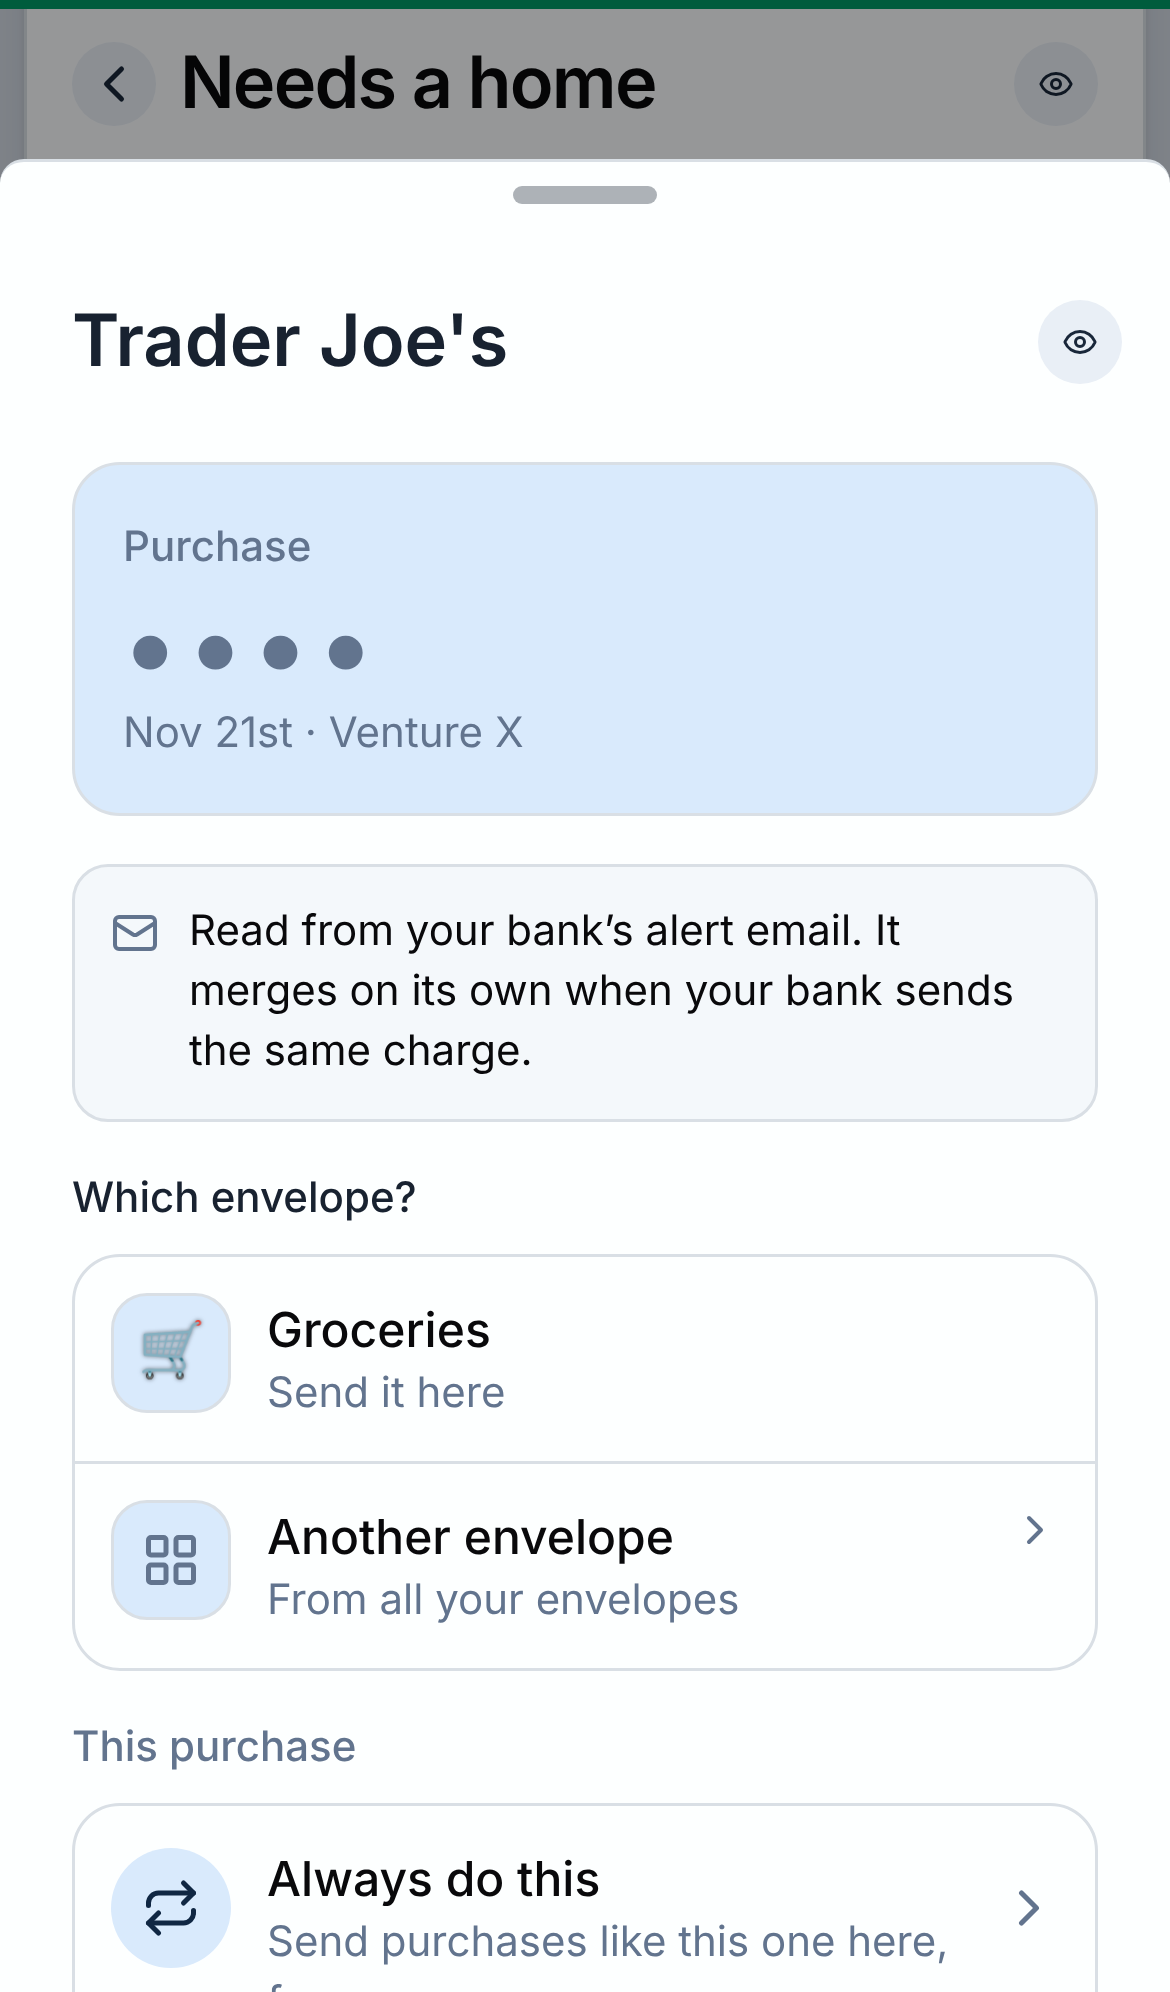 Needs a home
Trader Joe's
Purchase
••••
Nov 21st · Venture X
Read from your bank’s alert email. It
merges on its own when your bank sends
the same charge.
Which envelope?
Groceries
Send it here
Another envelope
From all your envelopes
This purchase
Always do this
Send purchases like this one here,